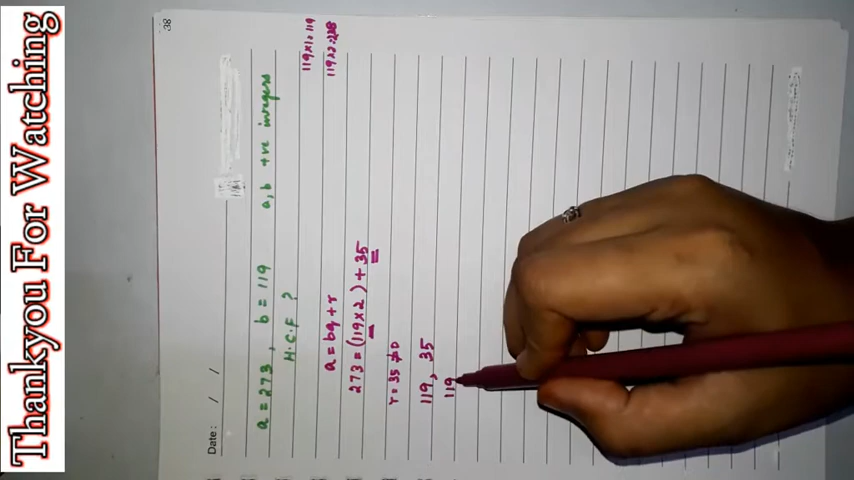 Thankyou For Watching
38
Date : / /
a = 273 , b = 119 a, b +ve integers
H.C.F ?
119 x 1 = 119
a = bq + r 119 x 2 = 238
273 = (119 x 2) + 35
r = 35 ≠ 0
119, 35
119